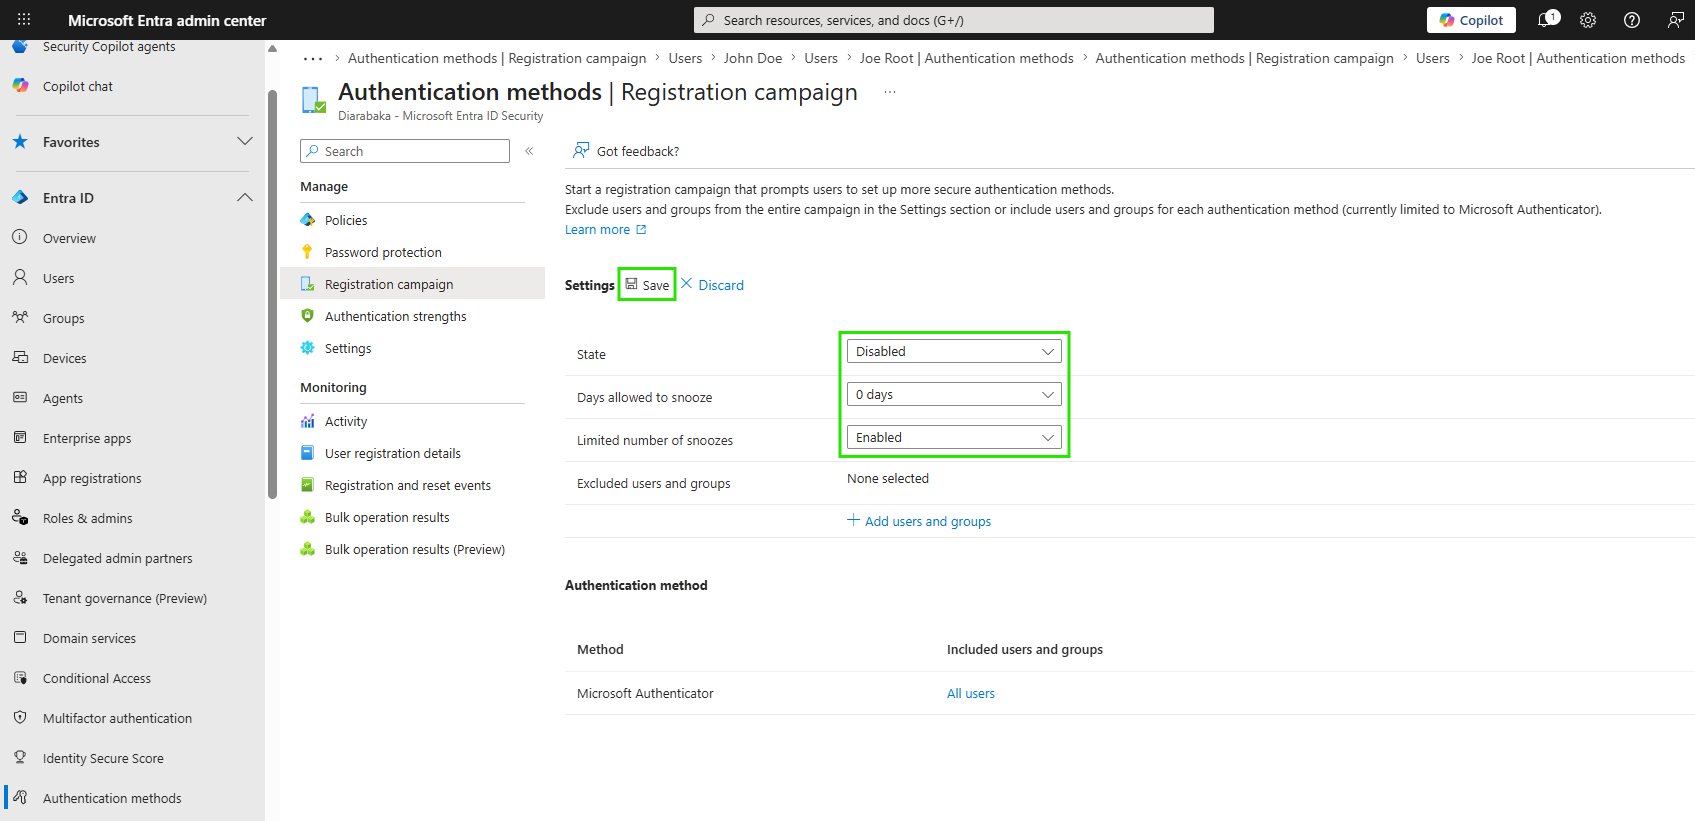 Microsoft Entra admin center
Search resources, services, and docs (G+/)
Copilot
1
Security Copilot agents
Copilot chat
Favorites
Entra ID
Overview
Users
Groups
Devices
Agents
Enterprise apps
App registrations
Roles & admins
Delegated admin partners
Tenant governance (Preview)
Domain services
Conditional Access
Multifactor authentication
Identity Secure Score
Authentication methods
··· > Authentication methods | Registration campaign > Users > John Doe > Users > Joe Root | Authentication methods > Authentication methods | Registration campaign > Users > Joe Root | Authentication methods
Authentication methods | Registration campaign ···
Diarabaka - Microsoft Entra ID Security
Search
Manage
Policies
Password protection
Registration campaign
Authentication strengths
Settings
Monitoring
Activity
User registration details
Registration and reset events
Bulk operation results
Bulk operation results (Preview)
Got feedback?
Start a registration campaign that prompts users to set up more secure authentication methods.
Exclude users and groups from the entire campaign in the Settings section or include users and groups for each authentication method (currently limited to Microsoft Authenticator).
Learn more
Settings Save Discard
State Disabled
Days allowed to snooze 0 days
Limited number of snoozes Enabled
Excluded users and groups None selected
+ Add users and groups
Authentication method
Method Included users and groups
Microsoft Authenticator All users